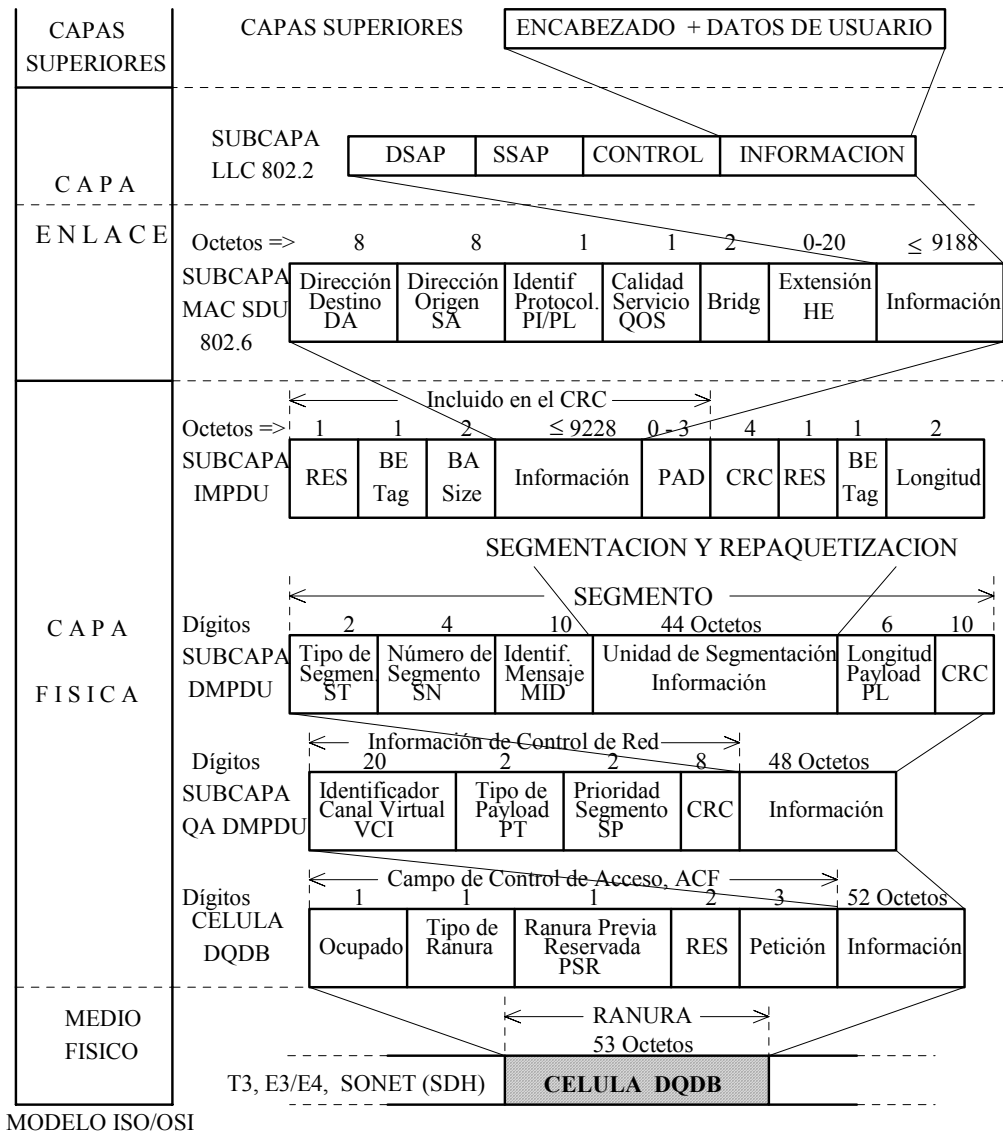 CAPAS SUPERIORES
CAPAS SUPERIORES
ENCABEZADO + DATOS DE USUARIO
CAPA
ENLACE
SUBCAPA
LLC 802.2
DSAP
SSAP
CONTROL
INFORMACION
Octetos =>
8
8
1
1
2
0-20
≤ 9188
SUBCAPA
MAC SDU
802.6
Dirección
Destino
DA
Dirección
Origen
SA
Identif
Protocol.
PI/PL
Calidad
Servicio
QOS
Bridg
Extensión
HE
Información
CAPA
FISICA
Incluido en el CRC
Octetos =>
1
1
2
≤ 9228
0 - 3
4
1
1
2
SUBCAPA
IMPDU
RES
BE
Tag
BA
Size
Información
PAD
CRC
RES
BE
Tag
Longitud
SEGMENTACION Y REPAQUETIZACION
SEGMENTO
Dígitos
2
4
10
44 Octetos
6
10
SUBCAPA
DMPDU
Tipo de
Segmen.
ST
Número de
Segmento
SN
Identif.
Mensaje
MID
Unidad de Segmentación
Información
Longitud
Payload
PL
CRC
Información de Control de Red
Dígitos
20
2
2
8
48 Octetos
SUBCAPA
QA DMPDU
Identificador
Canal Virtual
VCI
Tipo de
Payload
PT
Prioridad
Segmento
SP
CRC
Información
Campo de Control de Acceso, ACF
Dígitos
1
1
1
2
3
52 Octetos
CELULA
DQDB
Ocupado
Tipo de
Ranura
Ranura Previa
Reservada
PSR
RES
Petición
Información
MEDIO
FISICO
RANURA
53 Octetos
T3, E3/E4, SONET (SDH)
CELULA DQDB
MODELO ISO/OSI